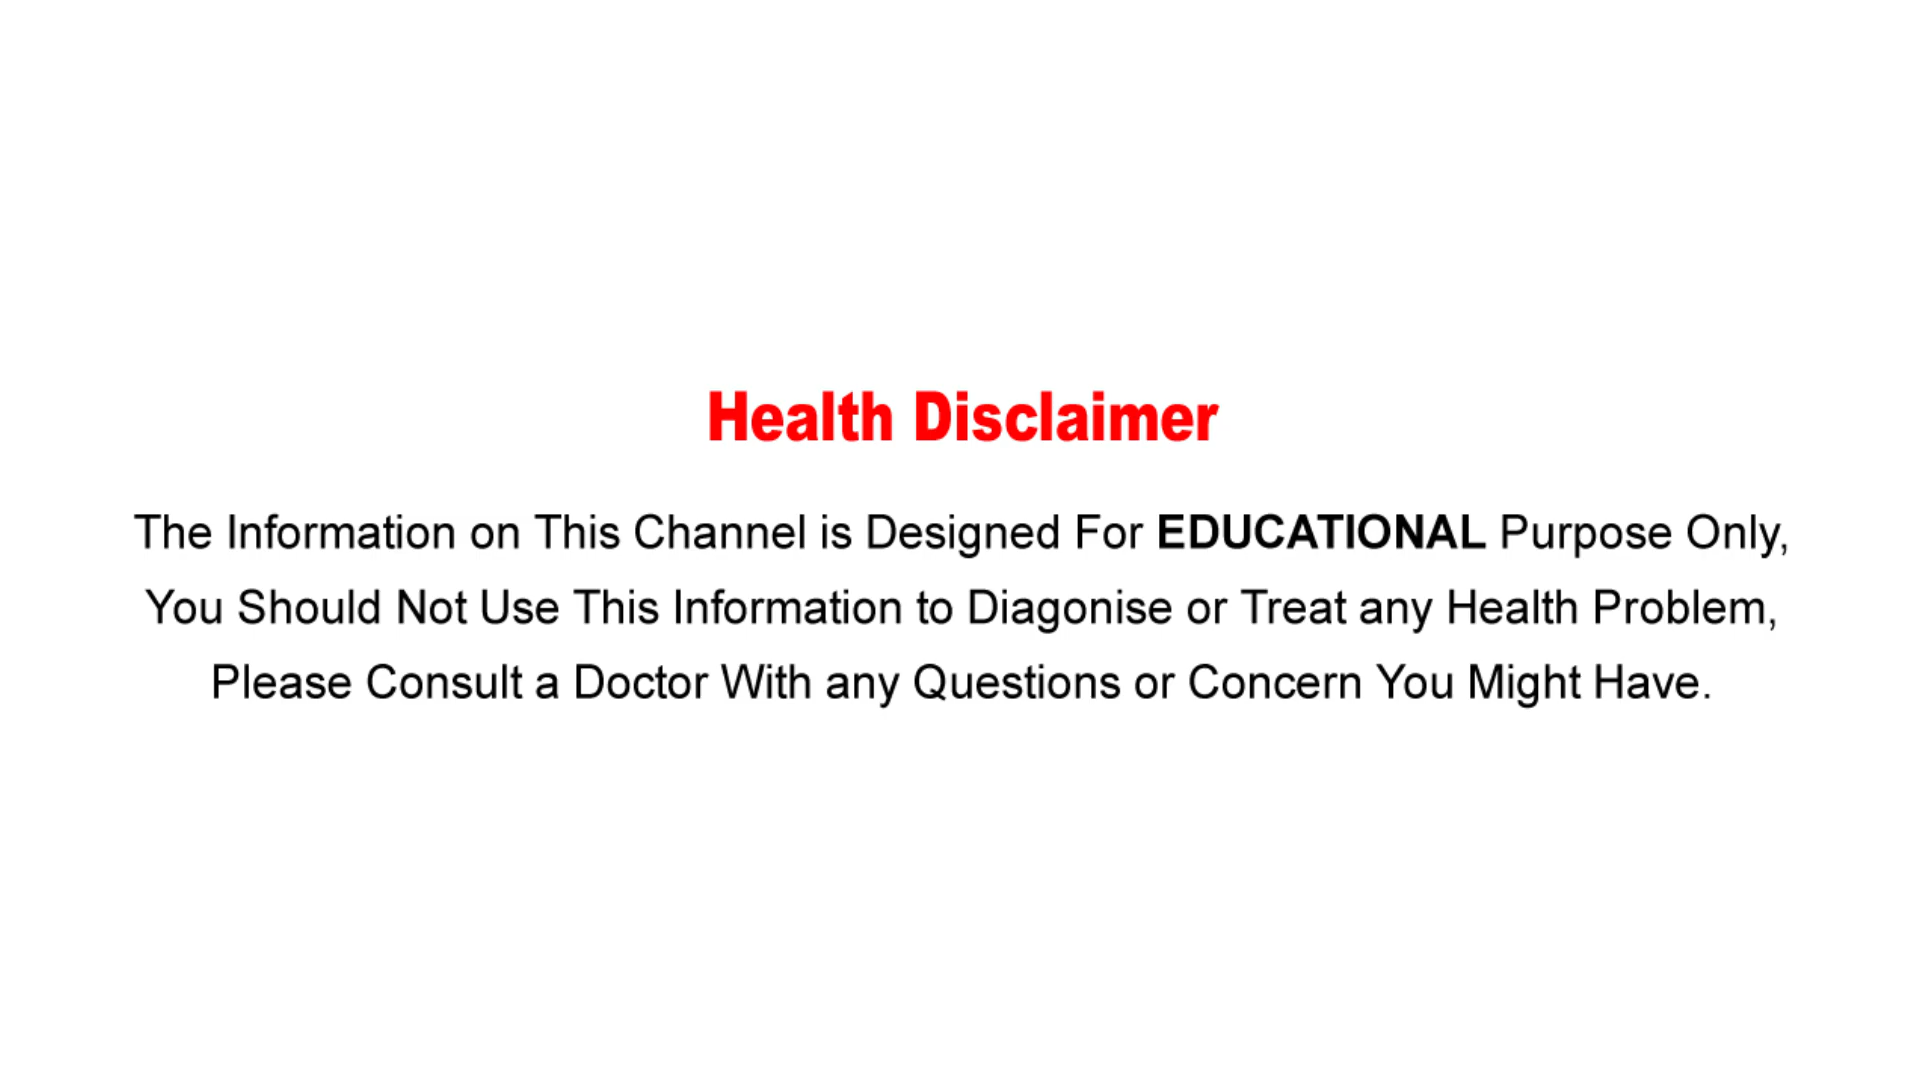 Health Disclaimer
The Information on This Channel is Designed For EDUCATIONAL Purpose Only,
You Should Not Use This Information to Diagonise or Treat any Health Problem,
Please Consult a Doctor With any Questions or Concern You Might Have.